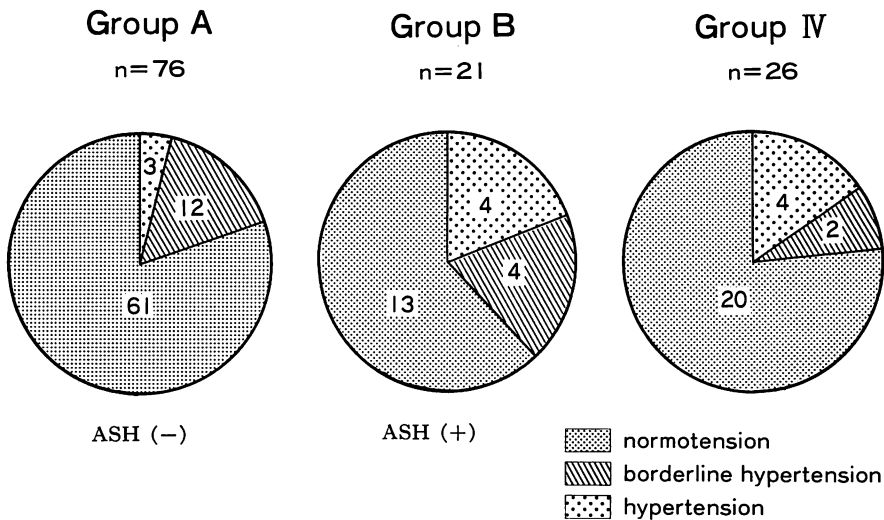 Group A
n=76
3
12
61
ASH (−)
Group B
n=21
4
4
13
ASH (+)
Group Ⅳ
n=26
4
2
20
normotension
borderline hypertension
hypertension